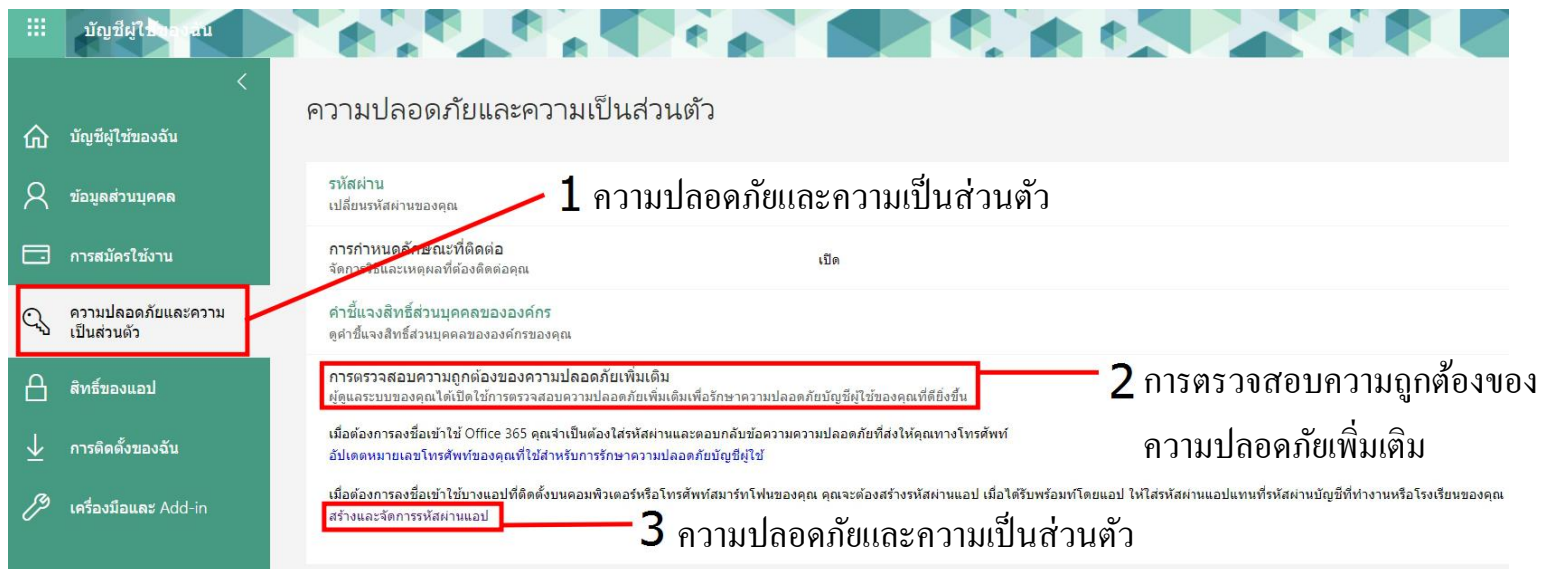 บัญชีผู้ใช้ของฉัน
ความปลอดภัยและความเป็นส่วนตัว
บัญชีผู้ใช้ของฉัน
ข้อมูลส่วนบุคคล
การสมัครใช้งาน
ความปลอดภัยและความ
เป็นส่วนตัว
สิทธิ์ของแอป
การติดตั้งของฉัน
เครื่องมือและ Add-in
รหัสผ่าน
เปลี่ยนรหัสผ่านของคุณ
1 ความปลอดภัยและความเป็นส่วนตัว
การกำหนดลักษณะที่ติดต่อ
จัดการวิธีและเหตุผลที่ต้องติดต่อคุณ
เปิด
คำชี้แจงสิทธิ์ส่วนบุคคลขององค์กร
ดูคำชี้แจงสิทธิ์ส่วนบุคคลขององค์กรของคุณ
การตรวจสอบความถูกต้องของความปลอดภัยเพิ่มเติม
ผู้ดูแลระบบของคุณได้เปิดใช้การตรวจสอบความปลอดภัยเพิ่มเติมเพื่อรักษาความปลอดภัยบัญชีผู้ใช้ของคุณที่ดียิ่งขึ้น
2 การตรวจสอบความถูกต้องของ
ความปลอดภัยเพิ่มเติม
เมื่อต้องการลงชื่อเข้าใช้ Office 365 คุณจำเป็นต้องใส่รหัสผ่านและตอบกลับข้อความความปลอดภัยที่ส่งให้คุณทางโทรศัพท์
อัปเดตหมายเลขโทรศัพท์ของคุณที่ใช้สำหรับการรักษาความปลอดภัยบัญชีผู้ใช้
เมื่อต้องการลงชื่อเข้าใช้บางแอปที่ติดตั้งบนคอมพิวเตอร์หรือโทรศัพท์สมาร์ทโฟนของคุณ คุณจะต้องสร้างรหัสผ่านแอป เมื่อได้รับพร้อมท์โดยแอป ให้ใส่รหัสผ่านแอปแทนที่รหัสผ่านบัญชีที่ทำงานหรือโรงเรียนของคุณ
สร้างและจัดการรหัสผ่านแอป
3 ความปลอดภัยและความเป็นส่วนตัว